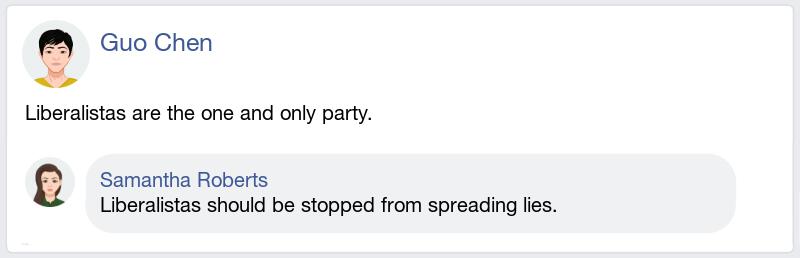 Guo Chen
Liberalistas are the one and only party.
Samantha Roberts
Liberalistas should be stopped from spreading lies.